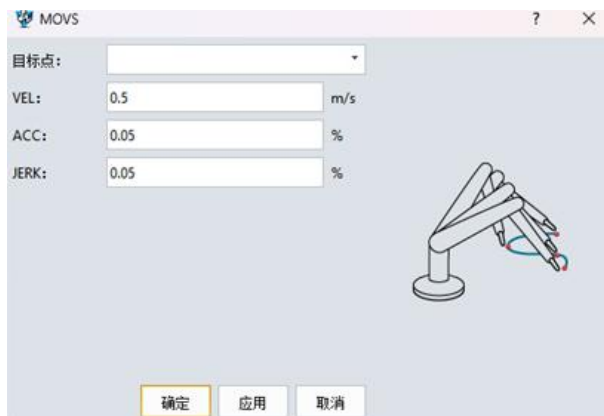 MOVS ? ×
目标点：
VEL： 0.5 m/s
ACC： 0.05 %
JERK： 0.05 %
确定 应用 取消